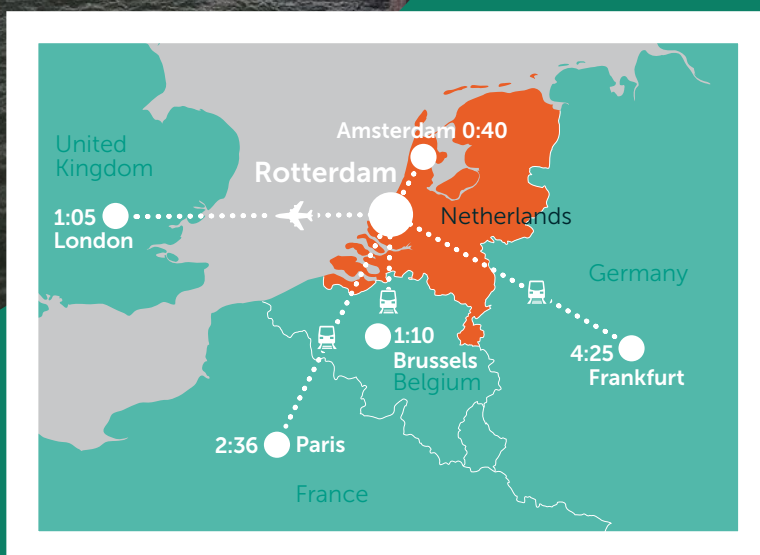 Amsterdam 0:40
United
Kingdom
Rotterdam
1:05
London
Netherlands
Germany
1:10
Brussels
Belgium
4:25
Frankfurt
2:36
Paris
France